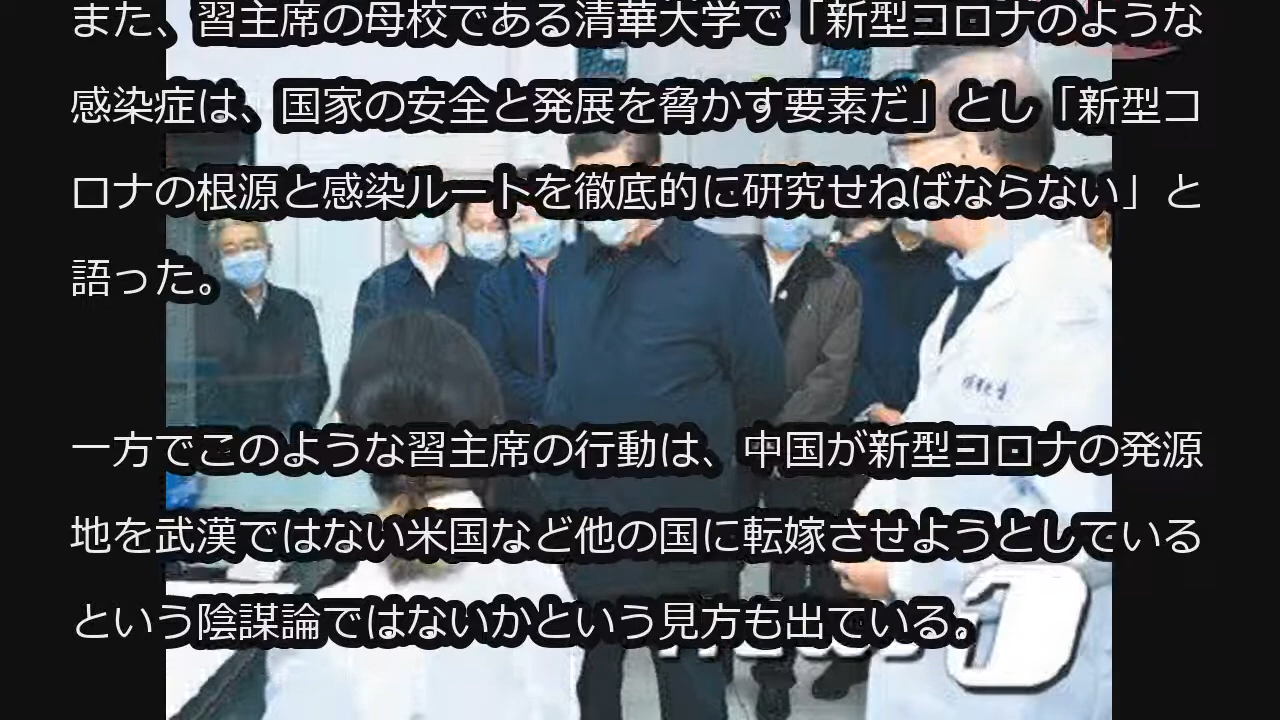 また、習主席の母校である清華大学で「新型コロナのような
感染症は、国家の安全と発展を脅かす要素だ」とし「新型コ
ロナの根源と感染ルートを徹底的に研究せねばならない」と
語った。
一方でこのような習主席の行動は、中国が新型コロナの発源
地を武漢ではない米国など他の国に転嫁させようとしている
という陰謀論ではないかという見方も出ている。